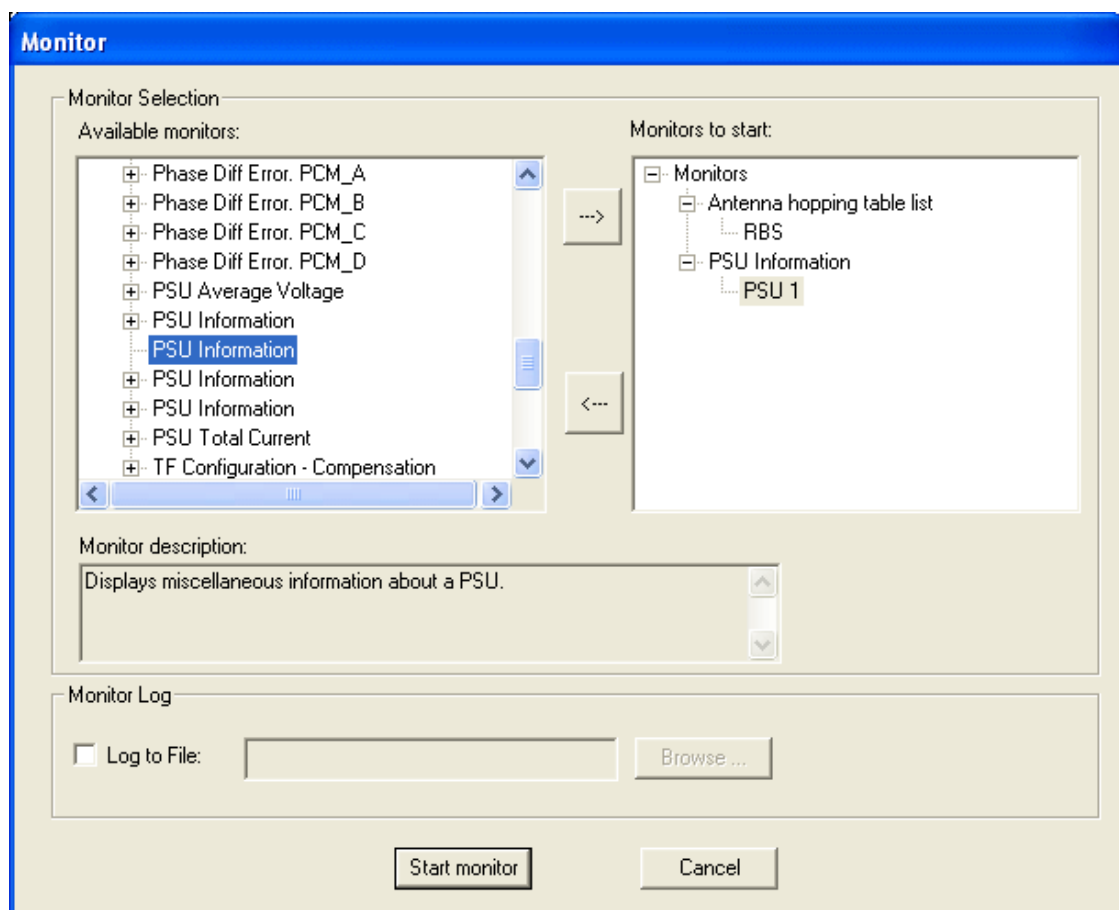 Monitor
Monitor Selection
Available monitors:
Phase Diff Error. PCM_A
Phase Diff Error. PCM_B
Phase Diff Error. PCM_C
Phase Diff Error. PCM_D
PSU Average Voltage
PSU Information
PSU Information
PSU Information
PSU Information
PSU Total Current
TF Configuration - Compensation
--->
<---
Monitors to start:
Monitors
Antenna hopping table list
RBS
PSU Information
PSU 1
Monitor description:
Displays miscellaneous information about a PSU.
Monitor Log
Log to File:
Browse ...
Start monitor
Cancel